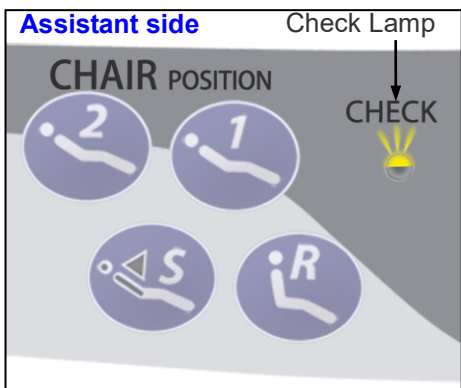 Assistant side
Check Lamp
CHAIR POSITION
CHECK
2
1
S
R